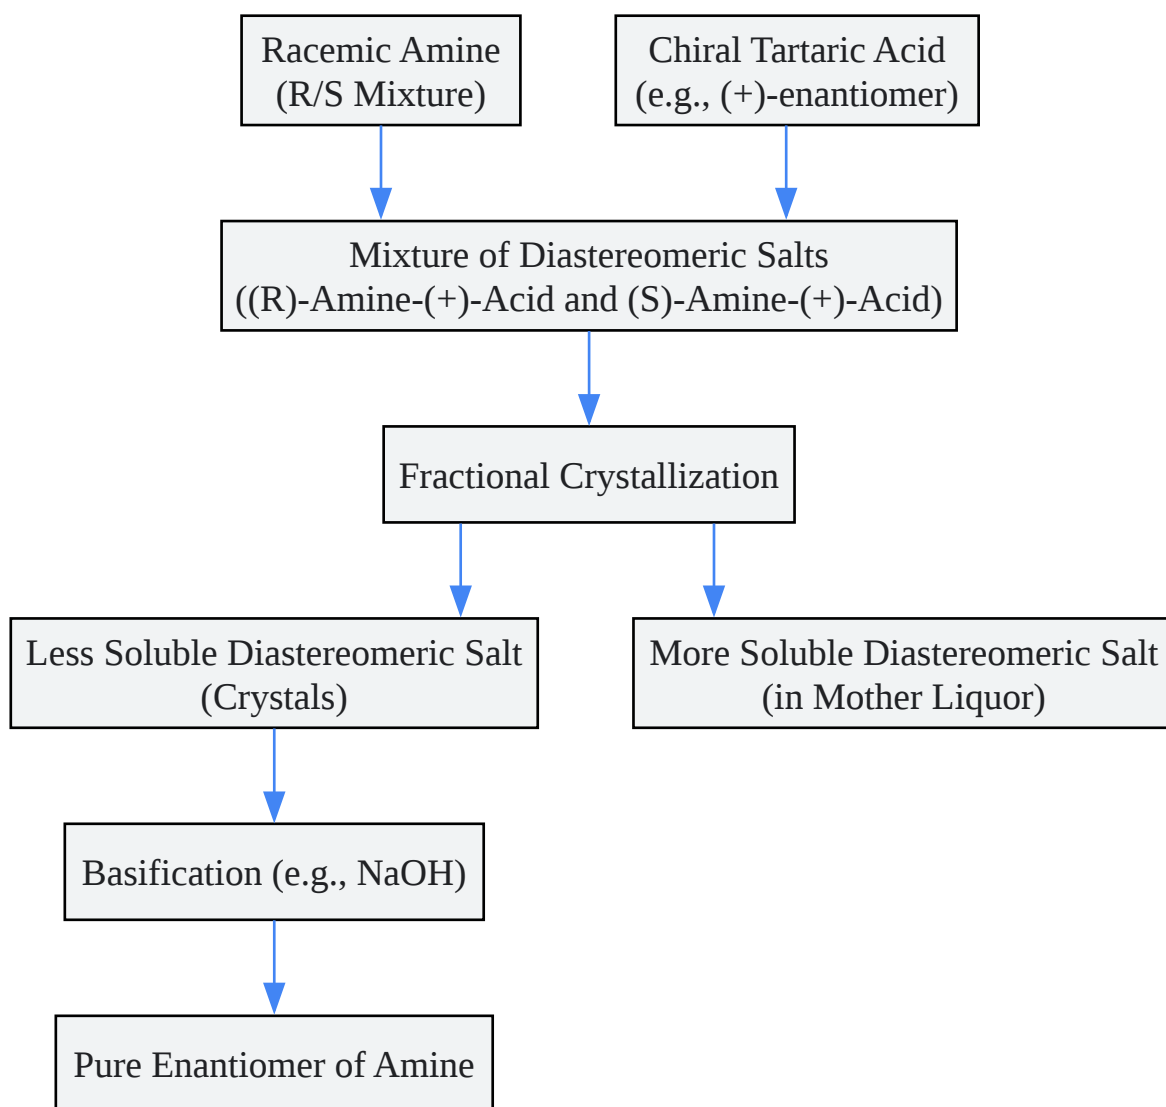 Racemic Amine
(R/S Mixture)
Chiral Tartaric Acid
(e.g., (+)-enantiomer)
Mixture of Diastereomeric Salts
((R)-Amine-(+)-Acid and (S)-Amine-(+)-Acid)
Fractional Crystallization
Less Soluble Diastereomeric Salt
(Crystals)
More Soluble Diastereomeric Salt
(in Mother Liquor)
Basification (e.g., NaOH)
Pure Enantiomer of Amine